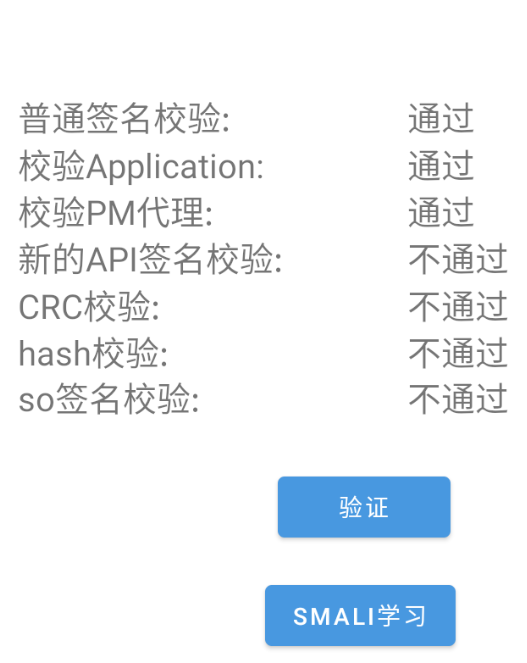 普通签名校验: 通过
校验Application: 通过
校验PM代理: 通过
新的API签名校验: 不通过
CRC校验: 不通过
hash校验: 不通过
so签名校验: 不通过
验证
SMALI学习